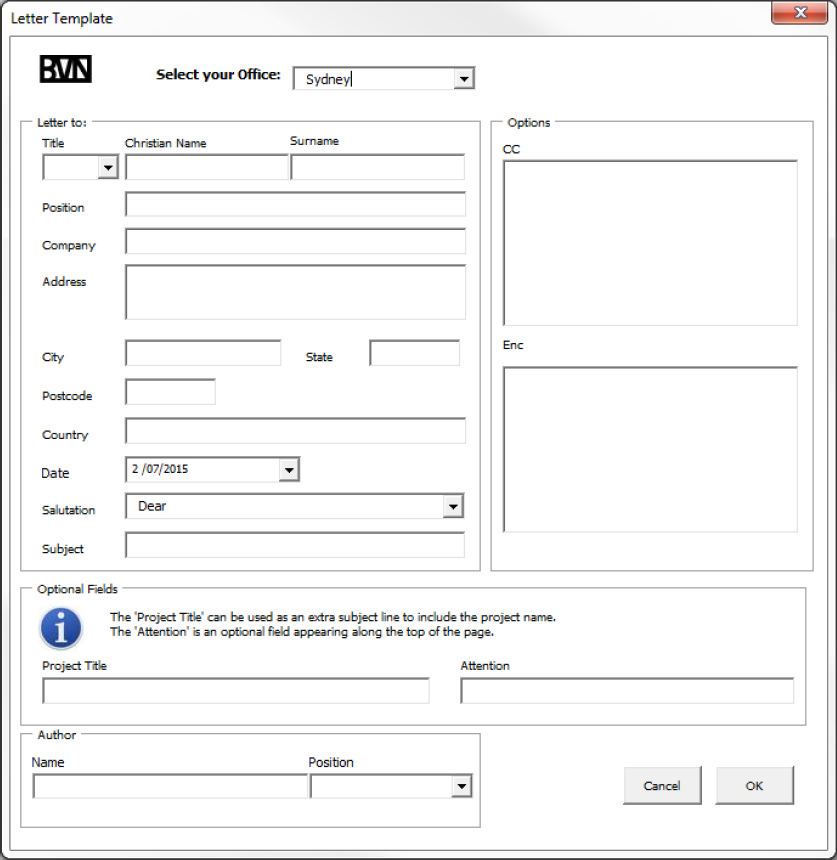 Letter Template
BVN
Select your Office:
Sydney
Letter to:
Title
Christian Name
Surname
Position
Company
Address
City
State
Postcode
Country
Date
2 /07/2015
Salutation
Dear
Subject
Options
CC
Enc
Optional Fields
The 'Project Title' can be used as an extra subject line to include the project name.
The 'Attention' is an optional field appearing along the top of the page.
Project Title
Attention
Author
Name
Position
Cancel
OK